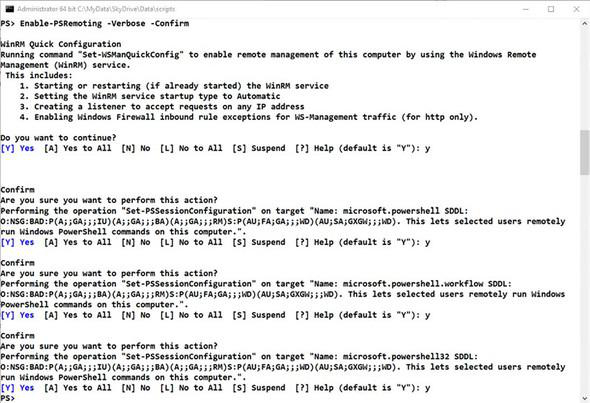 Administrator 64 bit C:\MyData\SkyDrive\Data\scripts
PS> Enable-PSRemoting -Verbose -Confirm
WinRM Quick Configuration
Running command "Set-WSManQuickConfig" to enable remote management of this computer by using the Windows Remote
Management (WinRM) service.
This includes:
1. Starting or restarting (if already started) the WinRM service
2. Setting the WinRM service startup type to Automatic
3. Creating a listener to accept requests on any IP address
4. Enabling Windows Firewall inbound rule exceptions for WS-Management traffic (for http only).
Do you want to continue?
[Y] Yes  [A] Yes to All  [N] No  [L] No to All  [S] Suspend  [?] Help (default is "Y"): y
Confirm
Are you sure you want to perform this action?
Performing the operation "Set-PSSessionConfiguration" on target "Name: microsoft.powershell SDDL:
O:NSG:BAD:P(A;;GA;;;IU)(A;;GA;;;BA)(A;;GA;;;RM)S:P(AU;FA;GA;;;WD)(AU;SA;GXGW;;;WD). This lets selected users remotely
run Windows PowerShell commands on this computer.".
[Y] Yes  [A] Yes to All  [N] No  [L] No to All  [S] Suspend  [?] Help (default is "Y"): y
Confirm
Are you sure you want to perform this action?
Performing the operation "Set-PSSessionConfiguration" on target "Name: microsoft.powershell.workflow SDDL:
O:NSG:BAD:P(A;;GA;;;BA)(A;;GA;;;RM)S:P(AU;FA;GA;;;WD)(AU;SA;GXGW;;;WD). This lets selected users remotely run Windows
PowerShell commands on this computer.".
[Y] Yes  [A] Yes to All  [N] No  [L] No to All  [S] Suspend  [?] Help (default is "Y"): y
Confirm
Are you sure you want to perform this action?
Performing the operation "Set-PSSessionConfiguration" on target "Name: microsoft.powershell32 SDDL:
O:NSG:BAD:P(A;;GA;;;IU)(A;;GA;;;BA)(A;;GA;;;RM)S:P(AU;FA;GA;;;WD)(AU;SA;GXGW;;;WD). This lets selected users remotely
run Windows PowerShell commands on this computer.".
[Y] Yes  [A] Yes to All  [N] No  [L] No to All  [S] Suspend  [?] Help (default is "Y"): y
PS>